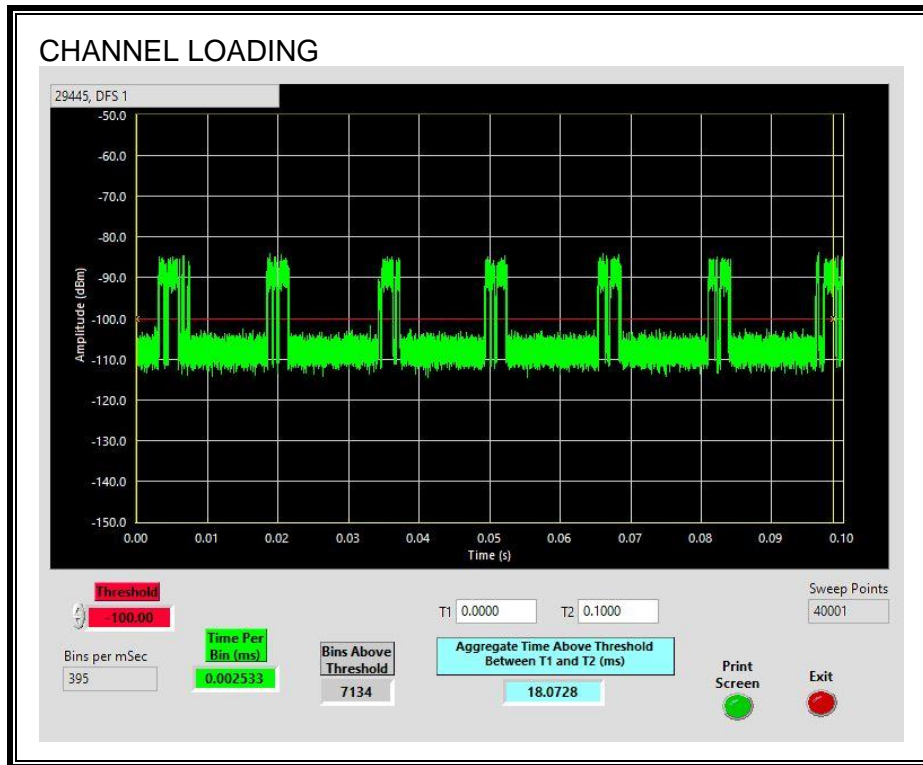 CHANNEL LOADING
29445, DFS 1
-50.0
-60.0
-70.0
-80.0
-90.0
-100.0
-110.0
-120.0
-130.0
-140.0
-150.0
Amplitude (dBm)
0.00 0.01 0.02 0.03 0.04 0.05 0.06 0.07 0.08 0.09 0.10
Time (s)
Threshold
-100.00
Bins per mSec
395
Time Per
Bin (ms)
0.002533
Bins Above
Threshold
7134
T1 0.0000 T2 0.1000
Aggregate Time Above Threshold
Between T1 and T2 (ms)
18.0728
Sweep Points
40001
Print
Screen
Exit